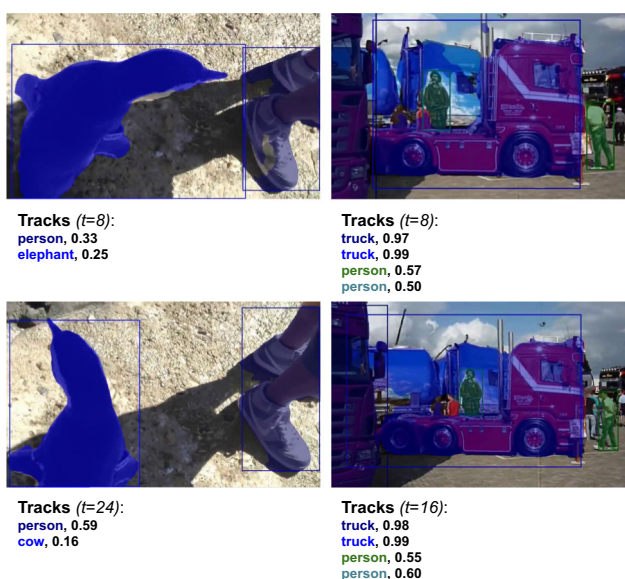 Tracks (t=8):
person, 0.33
elephant, 0.25
Tracks (t=8):
truck, 0.97
truck, 0.99
person, 0.57
person, 0.50
Tracks (t=24):
person, 0.59
cow, 0.16
Tracks (t=16):
truck, 0.98
truck, 0.99
person, 0.55
person, 0.60